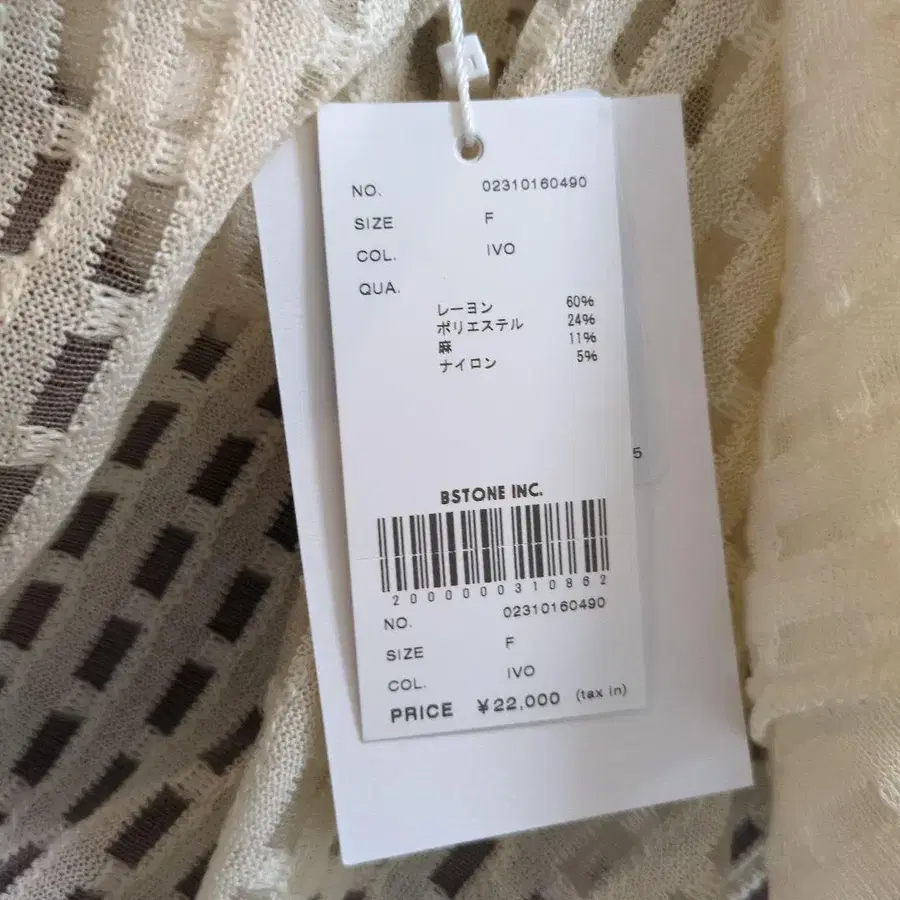 NO. 02310160490
SIZE F
COL. IVO
QUA.
レーヨン 60%
ポリエステル 24%
麻 11%
ナイロン 5%
5
BSTONE INC.
2000000310862
NO. 02310160490
SIZE F
COL. IVO
PRICE ¥22,000 (tax in)